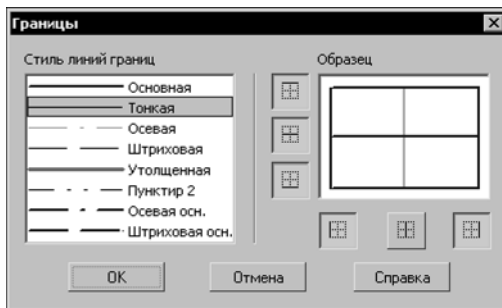 Границы
Стиль линий границ
Образец
Основная
Тонкая
Осевая
Штриховая
Утолщенная
Пунктир 2
Осевая осн.
Штриховая осн.
OK
Отмена
Справка